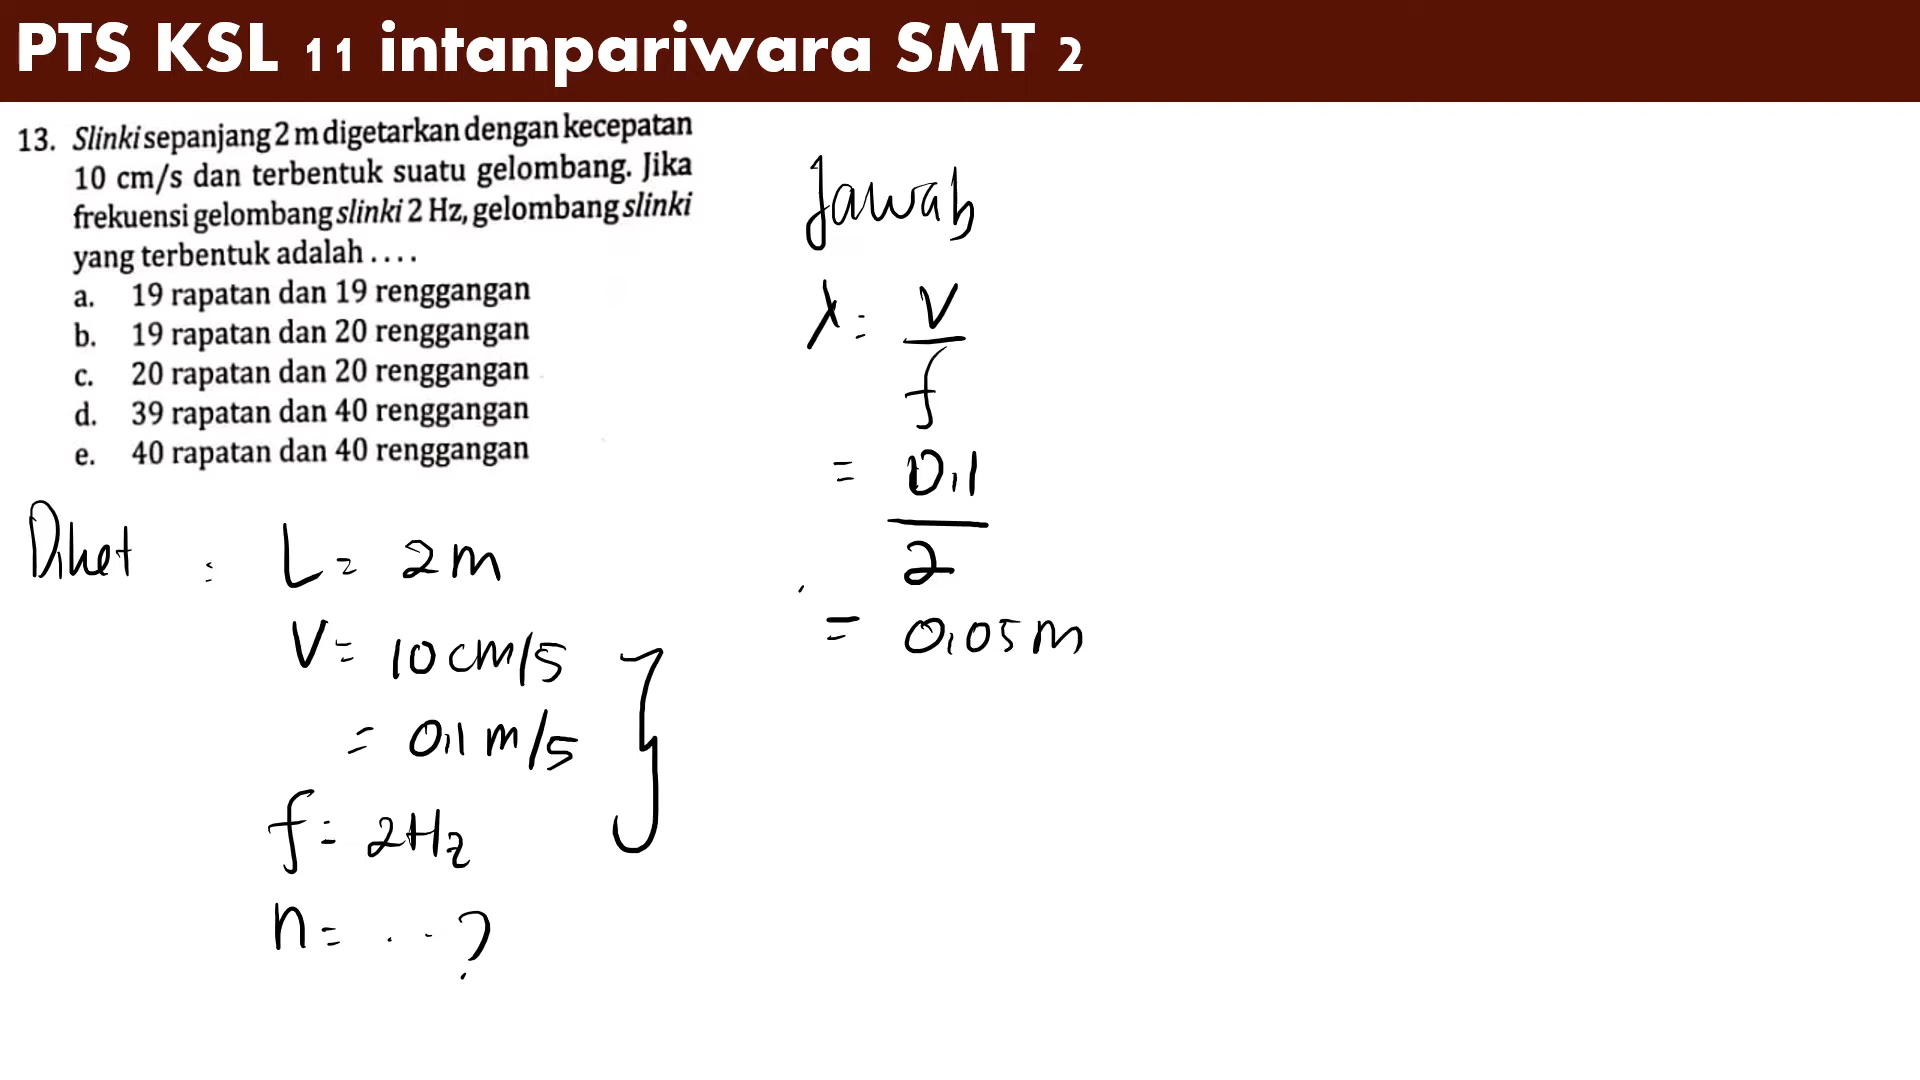 PTS KSL 11 intanpariwara SMT 2
13. Slinki sepanjang 2 m digetarkan dengan kecepatan
10 cm/s dan terbentuk suatu gelombang. Jika
frekuensi gelombang slinki 2 Hz, gelombang slinki
yang terbentuk adalah . . . .
a. 19 rapatan dan 19 renggangan
b. 19 rapatan dan 20 renggangan
c. 20 rapatan dan 20 renggangan
d. 39 rapatan dan 40 renggangan
e. 40 rapatan dan 40 renggangan
Diket : L = 2 m
V = 10 cm/s
= 0,1 m/s
f = 2 Hz
n = . . ?
Jawab
λ = V
f
= 0,1
2
= 0,05 m